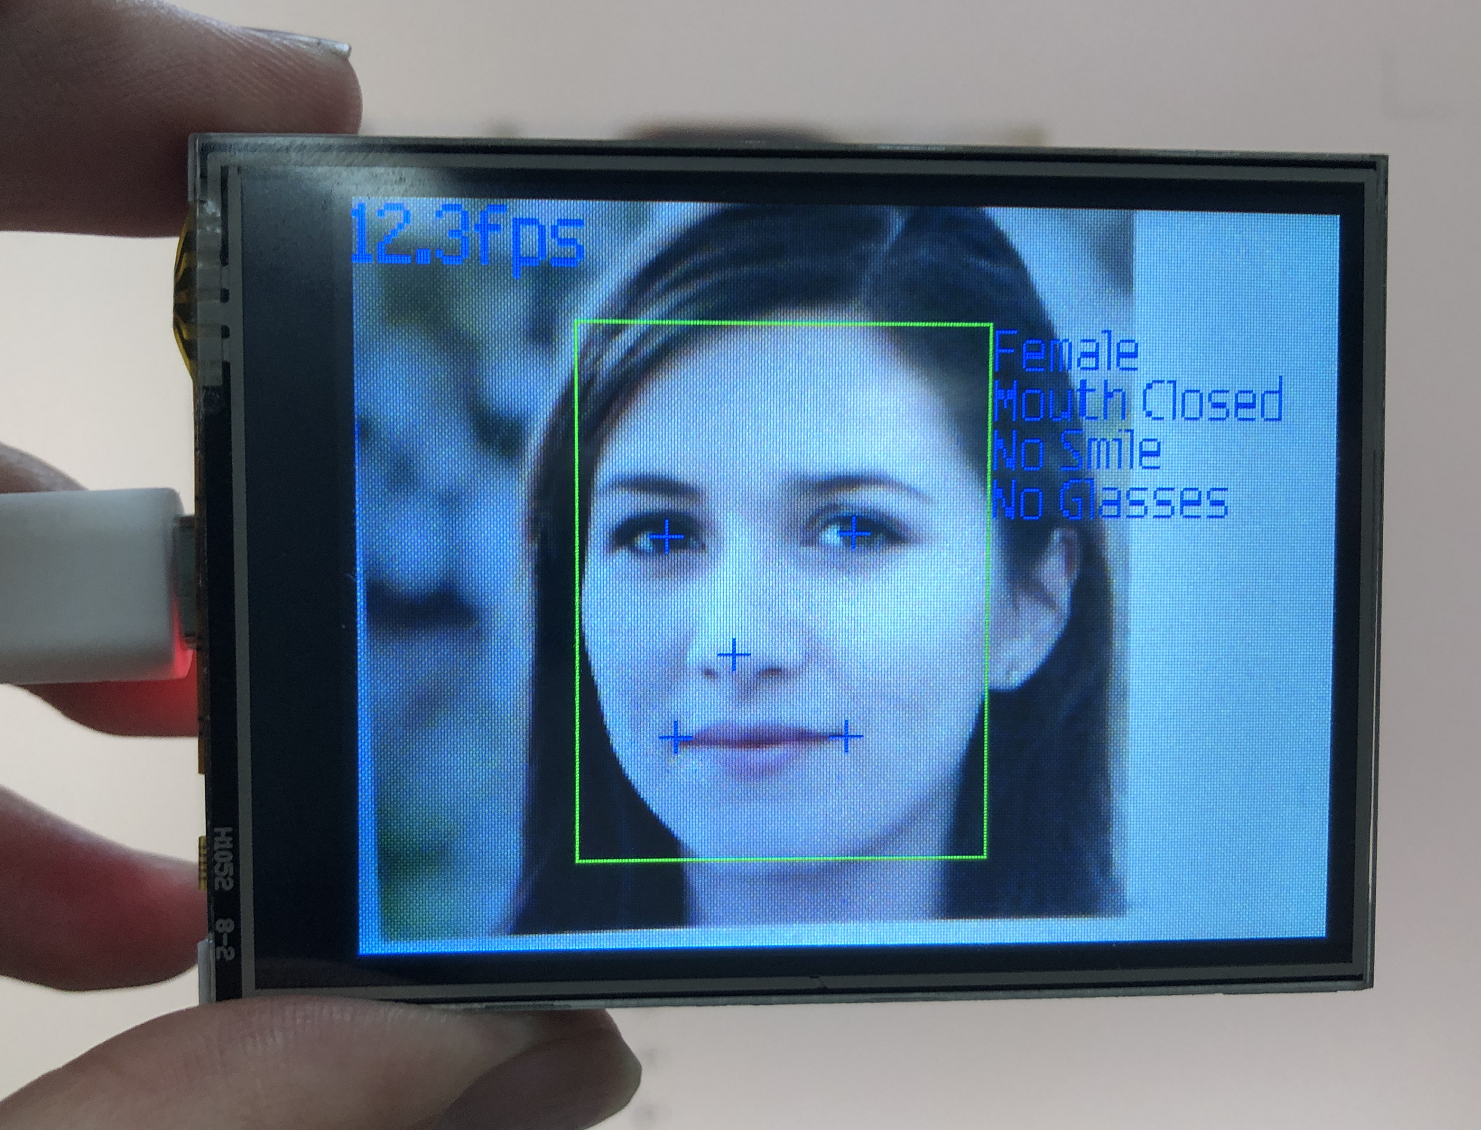 12.3fps
Female
Mouth Closed
No Smile
No Glasses
H1052 8-2